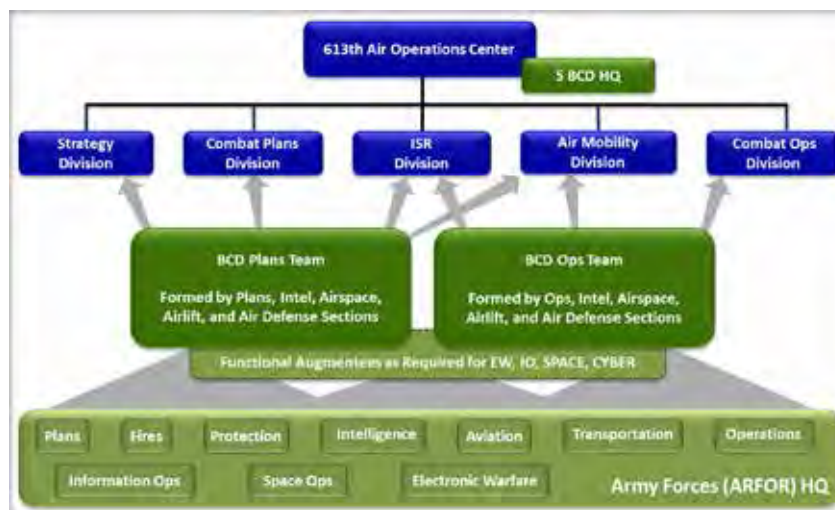 613th Air Operations Center
5 BCD HQ
Strategy
Division
Combat Plans
Division
ISR
Division
Air Mobility
Division
Combat Ops
Division
BCD Plans Team
Formed by Plans, Intel, Airspace,
Airlift, and Air Defense Sections
BCD Ops Team
Formed by Ops, Intel, Airspace,
Airlift, and Air Defense Sections
Functional Augmentees as Required for EW, IO, SPACE, CYBER
Plans
Fires
Protection
Intelligence
Aviation
Transportation
Operations
Information Ops
Space Ops
Electronic Warfare
Army Forces (ARFOR) HQ